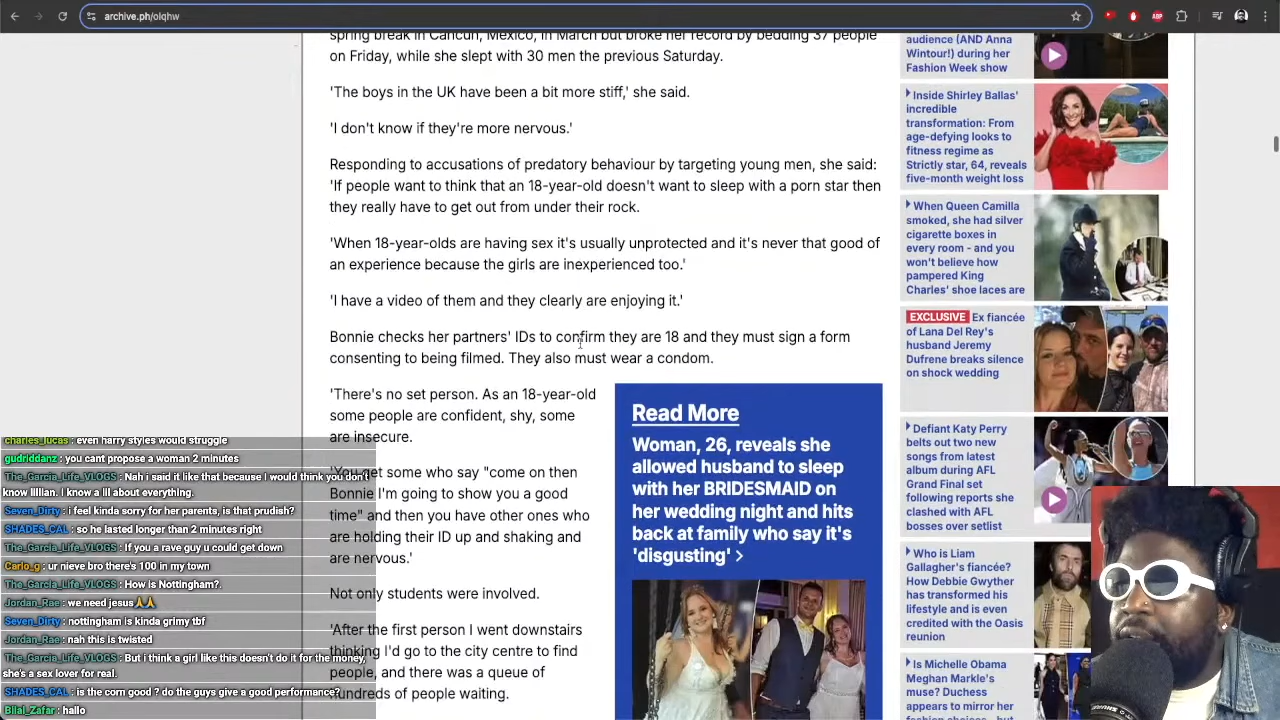 archive.ph/olqhw
spring break in Cancun, Mexico, in March but broke her record by bedding 37 people
on Friday, while she slept with 30 men the previous Saturday.
'The boys in the UK have been a bit more stiff,' she said.
'I don't know if they're more nervous.'
Responding to accusations of predatory behaviour by targeting young men, she said:
'If people want to think that an 18-year-old doesn't want to sleep with a porn star then
they really have to get out from under their rock.
'When 18-year-olds are having sex it's usually unprotected and it's never that good of
an experience because the girls are inexperienced too.'
'I have a video of them and they clearly are enjoying it.'
Bonnie checks her partners' IDs to confirm they are 18 and they must sign a form
consenting to being filmed. They also must wear a condom.
'There's no set person. As an 18-year-old
some people are confident, shy, some
are insecure.
'You get some who say "come on then
Bonnie I'm going to show you a good
time" and then you have other ones who
are holding their ID up and shaking and
are nervous.'
Not only students were involved.
'After the first person I went downstairs
thinking I'd go to the city centre to find
people, and there was a queue of
hundreds of people waiting.
Read More
Woman, 26, reveals she
allowed husband to sleep
with her BRIDESMAID on
her wedding night and hits
back at family who say it's
'disgusting' >
audience (AND Anna
Wintour!) during her
Fashion Week show
Inside Shirley Ballas'
incredible
transformation: From
age-defying looks to
fitness regime as
Strictly star, 64, reveals
five-month weight loss
When Queen Camilla
smoked, she had silver
cigarette boxes in
every room - and you
won't believe how
pampered King
Charles' shoe laces are
EXCLUSIVE Ex fiancée
of Lana Del Rey's
husband Jeremy
Dufrene breaks silence
on shock wedding
Defiant Katy Perry
belts out two new
songs from latest
album during AFL
Grand Final set
following reports she
clashed with AFL
bosses over setlist
Who is Liam
Gallagher's fiancée?
How Debbie Gwyther
has transformed his
lifestyle and is even
credited with the Oasis
reunion
Is Michelle Obama
Meghan Markle's
muse? Duchess
appears to mirror her
charles_lucas : even harry styles would struggle
gudriddanz : you cant propose a woman 2 minutes
The_Garcia_Life_VLOGS : Nah i said it like that because I would think you don't
know lllllan. I know a lil about everything.
Seven_Dirty : i feel kinda sorry for her parents, is that prudish?
SHADES_CAL : so he lasted longer than 2 minutes right
The_Garcia_Life_VLOGS : If you a rave guy u could get down
Carlo_g : ur nieve bro there's 100 in my town
The_Garcia_Life_VLOGS : How is Nottingham?.
Jordan_Rae : we need jesus🙏🙏
Seven_Dirty : nottingham is kinda grimy tbf
Jordan_Rae : nah this is twisted
The_Garcia_Life_VLOGS : But i think a girl like this doesn't do it for the money,
she's a sex lover for real.
SHADES_CAL : is the corn good ? do the guys give a good performance?
Bilal_Zafar : hallo